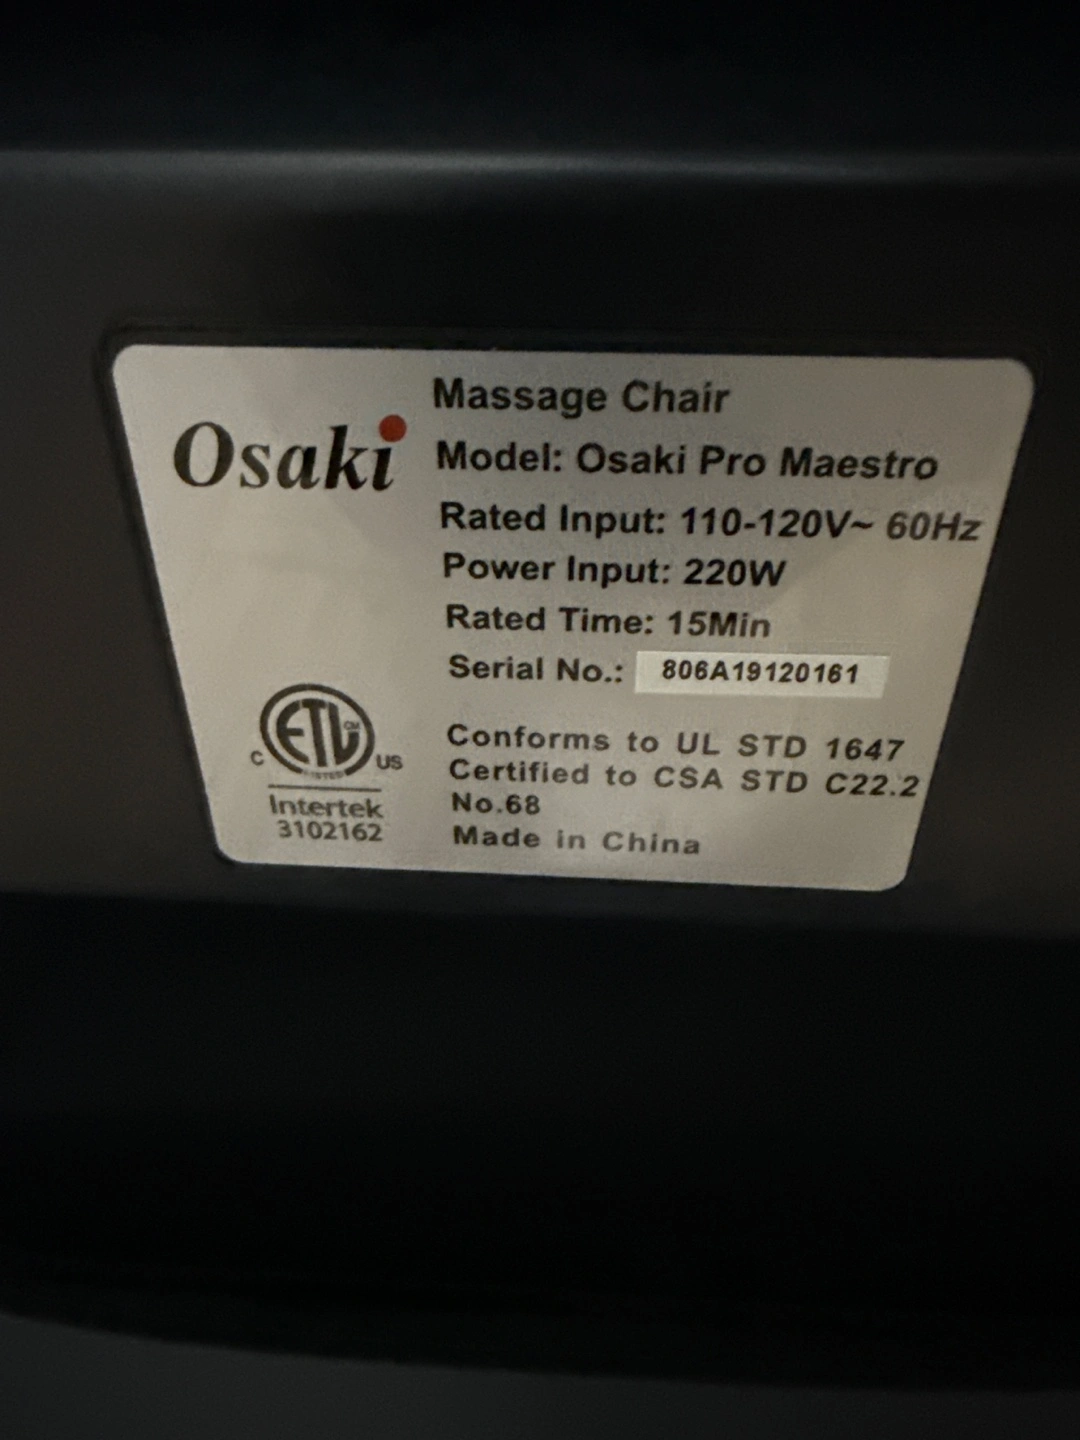 Osaki
Massage Chair
Model: Osaki Pro Maestro
Rated Input: 110-120V~ 60Hz
Power Input: 220W
Rated Time: 15Min
Serial No.: 806A19120161
ETL CM
C US
LISTED
Intertek
3102162
Conforms to UL STD 1647
Certified to CSA STD C22.2
No.68
Made in China